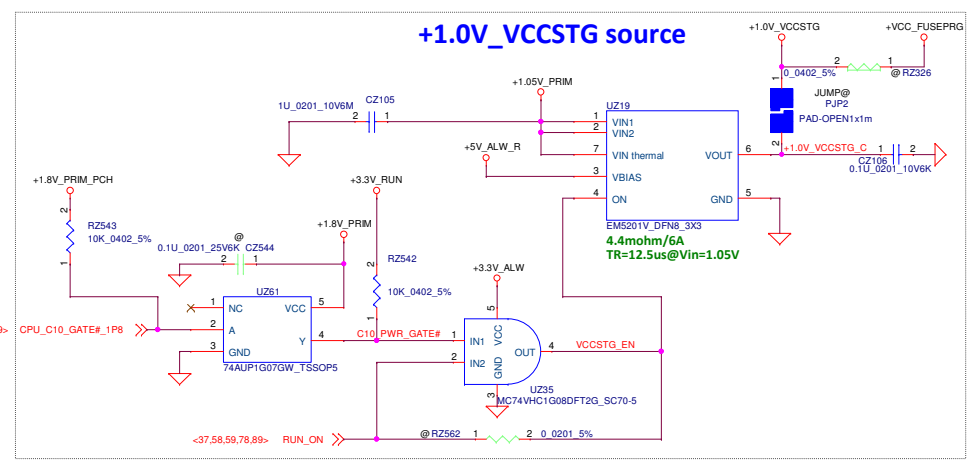 +1.0V_VCCSTG source
+1.0V_VCCSTG
+VCC_FUSEPRG
0_0402_5%
2
1
@ RZ326
+1.05V_PRIM
1U_0201_10V6M
CZ105
2
1
UZ19
1
VIN1
2
VIN2
7
VIN thermal
3
VBIAS
4
ON
VOUT
6
GND
5
EM5201V_DFN8_3X3
4.4mohm/6A
TR=12.5us@Vin=1.05V
+5V_ALW_R
1
JUMP@
PJP2
PAD-OPEN1x1m
2
+1.0V_VCCSTG_C
1
2
CZ106
0.1U_0201_10V6K
+1.8V_PRIM_PCH
2
RZ543
10K_0402_5%
1
+3.3V_RUN
+1.8V_PRIM
@
0.1U_0201_25V6K
CZ544
2
1
RZ542
2
10K_0402_5%
1
+3.3V_ALW
UZ61
1
NC
VCC
5
2
A
3
GND
Y
4
74AUP1G07GW_TSSOP5
9>
CPU_C10_GATE#_1P8
C10_PWR_GATE#
1
IN1
2
IN2
5
VCC
OUT
4
GND
3
VCCSTG_EN
UZ35
MC74VHC1G08DFT2G_SC70-5
<37,58,59,78,89>
RUN_ON
@ RZ562
1
2
0_0201_5%